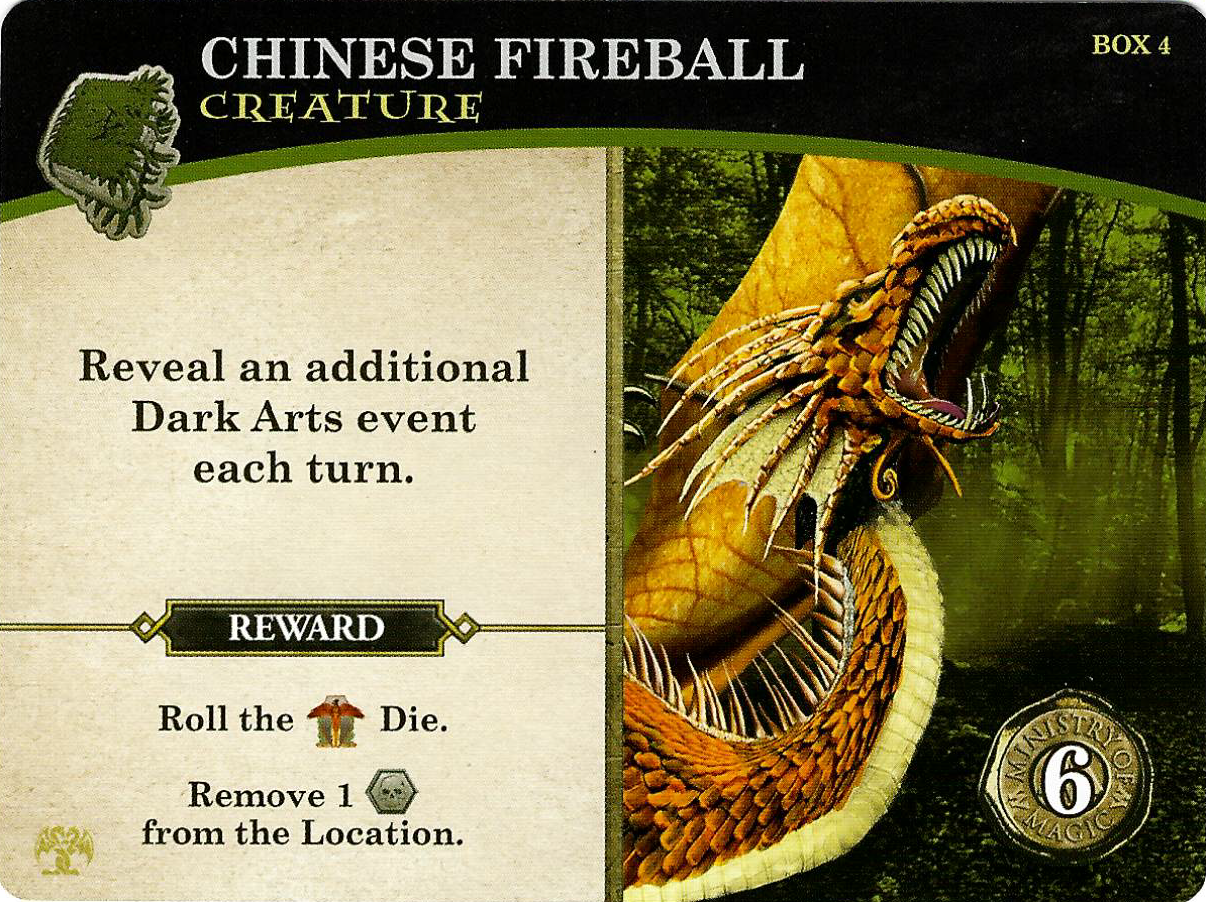 CHINESE FIREBALL
BOX 4
CREATURE
Reveal an additional
Dark Arts event
each turn.
REWARD
Roll the Die.
Remove 1
from the Location.
MINISTRY OF MAGIC
6